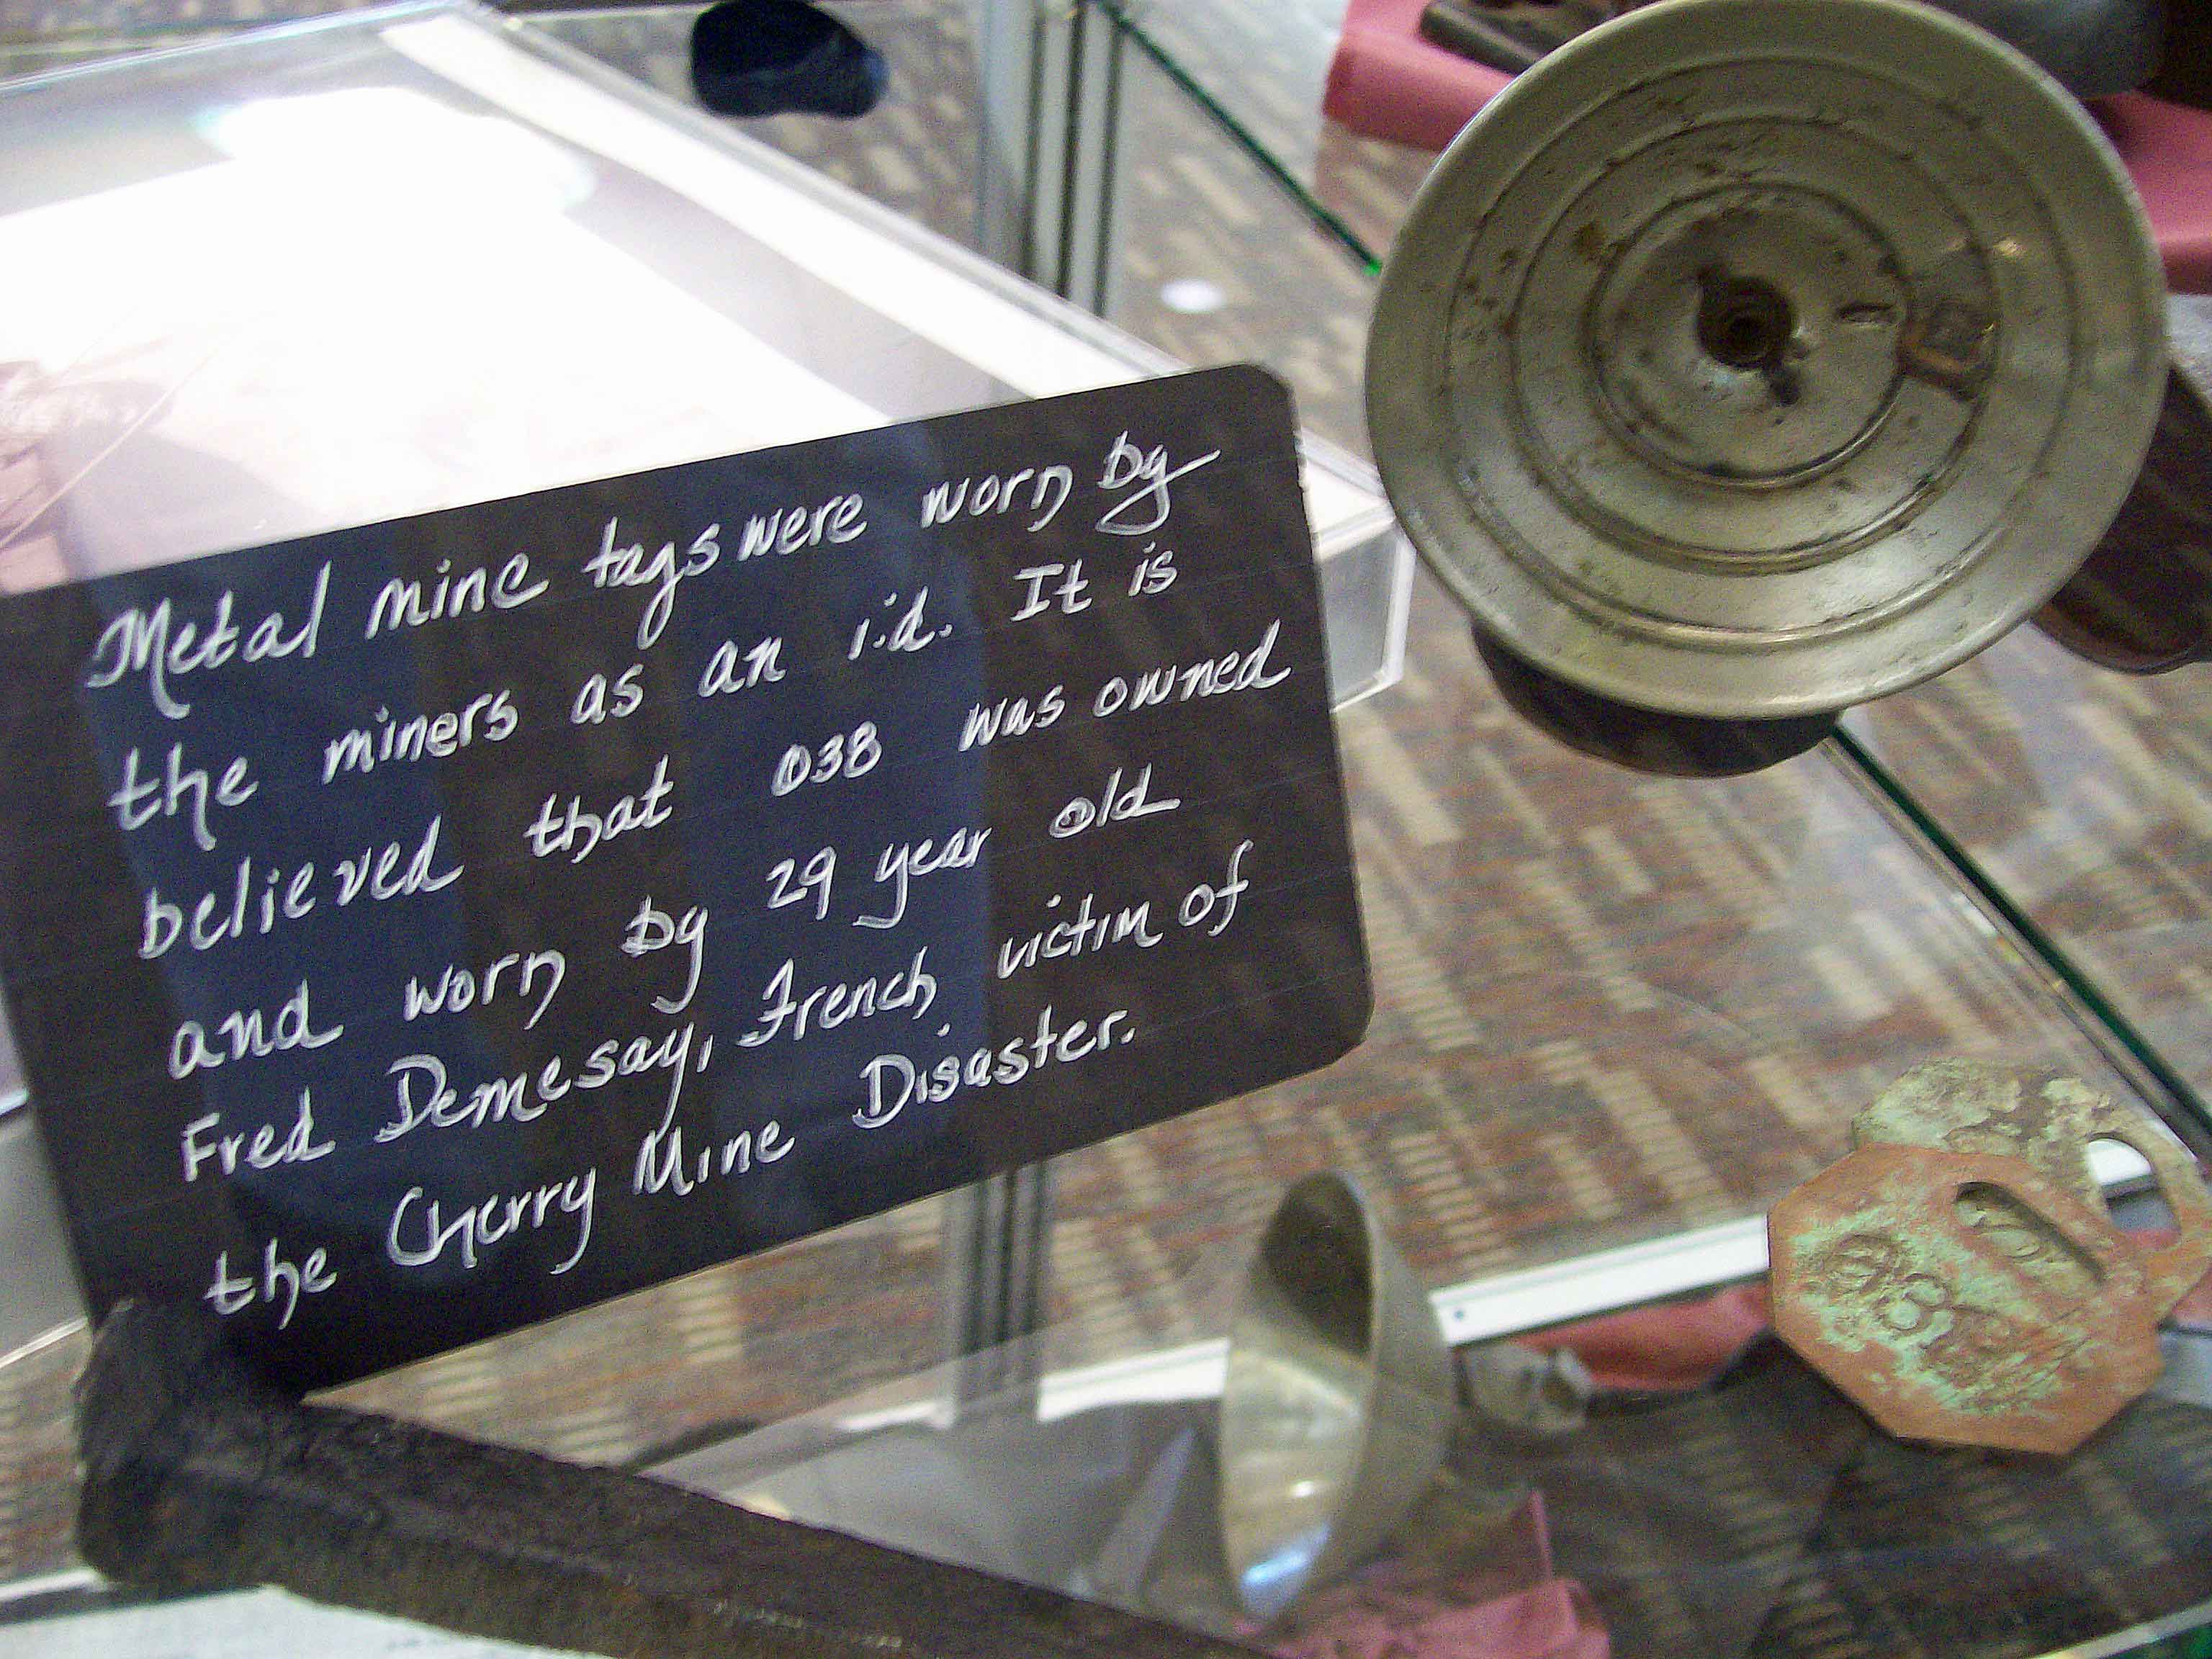 Metal mine tags were worn by
the miners as an i.d. It is
believed that 038 was owned
and worn by 29 year old
Fred Demesay, French victim of
the Cherry Mine Disaster.
038